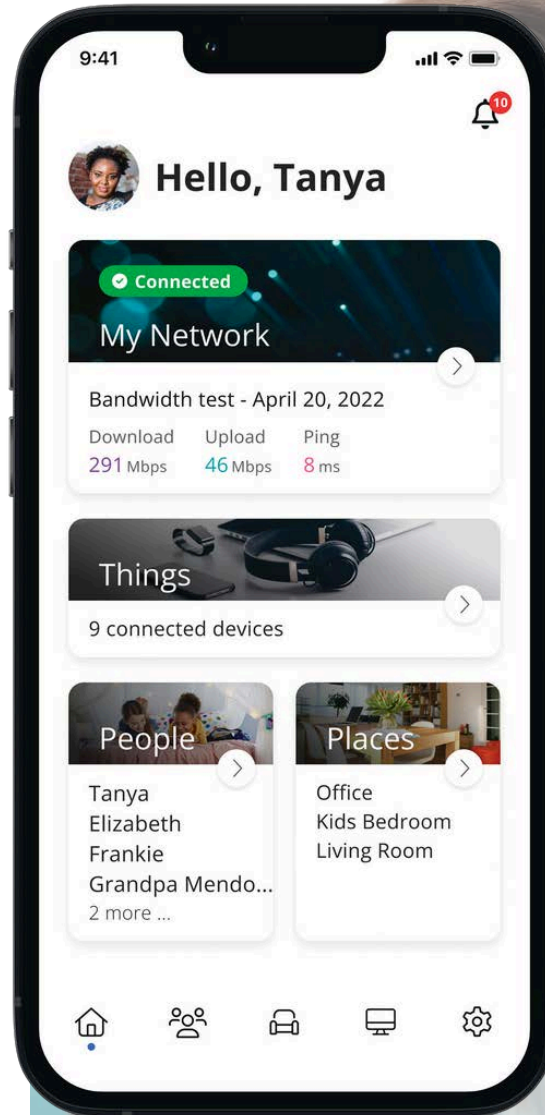 9:41
10
Hello, Tanya
Connected
My Network
Bandwidth test - April 20, 2022
Download Upload Ping
291 Mbps 46 Mbps 8 ms
Things
9 connected devices
People
Tanya
Elizabeth
Frankie
Grandpa Mendo...
2 more ...
Places
Office
Kids Bedroom
Living Room